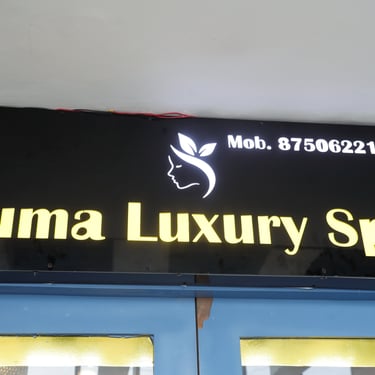 Mob. 87506221
uma Luxury Sp